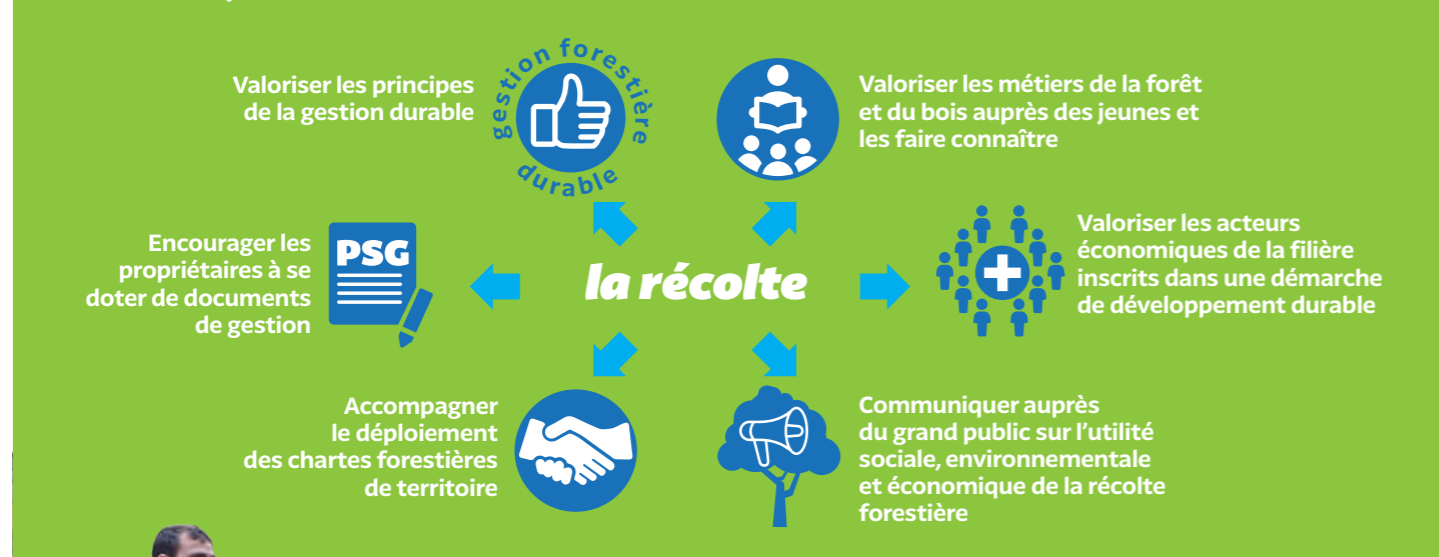 Valoriser les principes
de la gestion durable
gestion forestière
durable
Valoriser les métiers de la forêt
et du bois auprès des jeunes et
les faire connaître
Encourager les
propriétaires à se
doter de documents
de gestion
PSG
la récolte
Valoriser les acteurs
économiques de la filière
inscrits dans une démarche
de développement durable
Accompagner
le déploiement
des chartes forestières
de territoire
Communiquer auprès
du grand public sur l'utilité
sociale, environnementale
et économique de la récolte
forestière